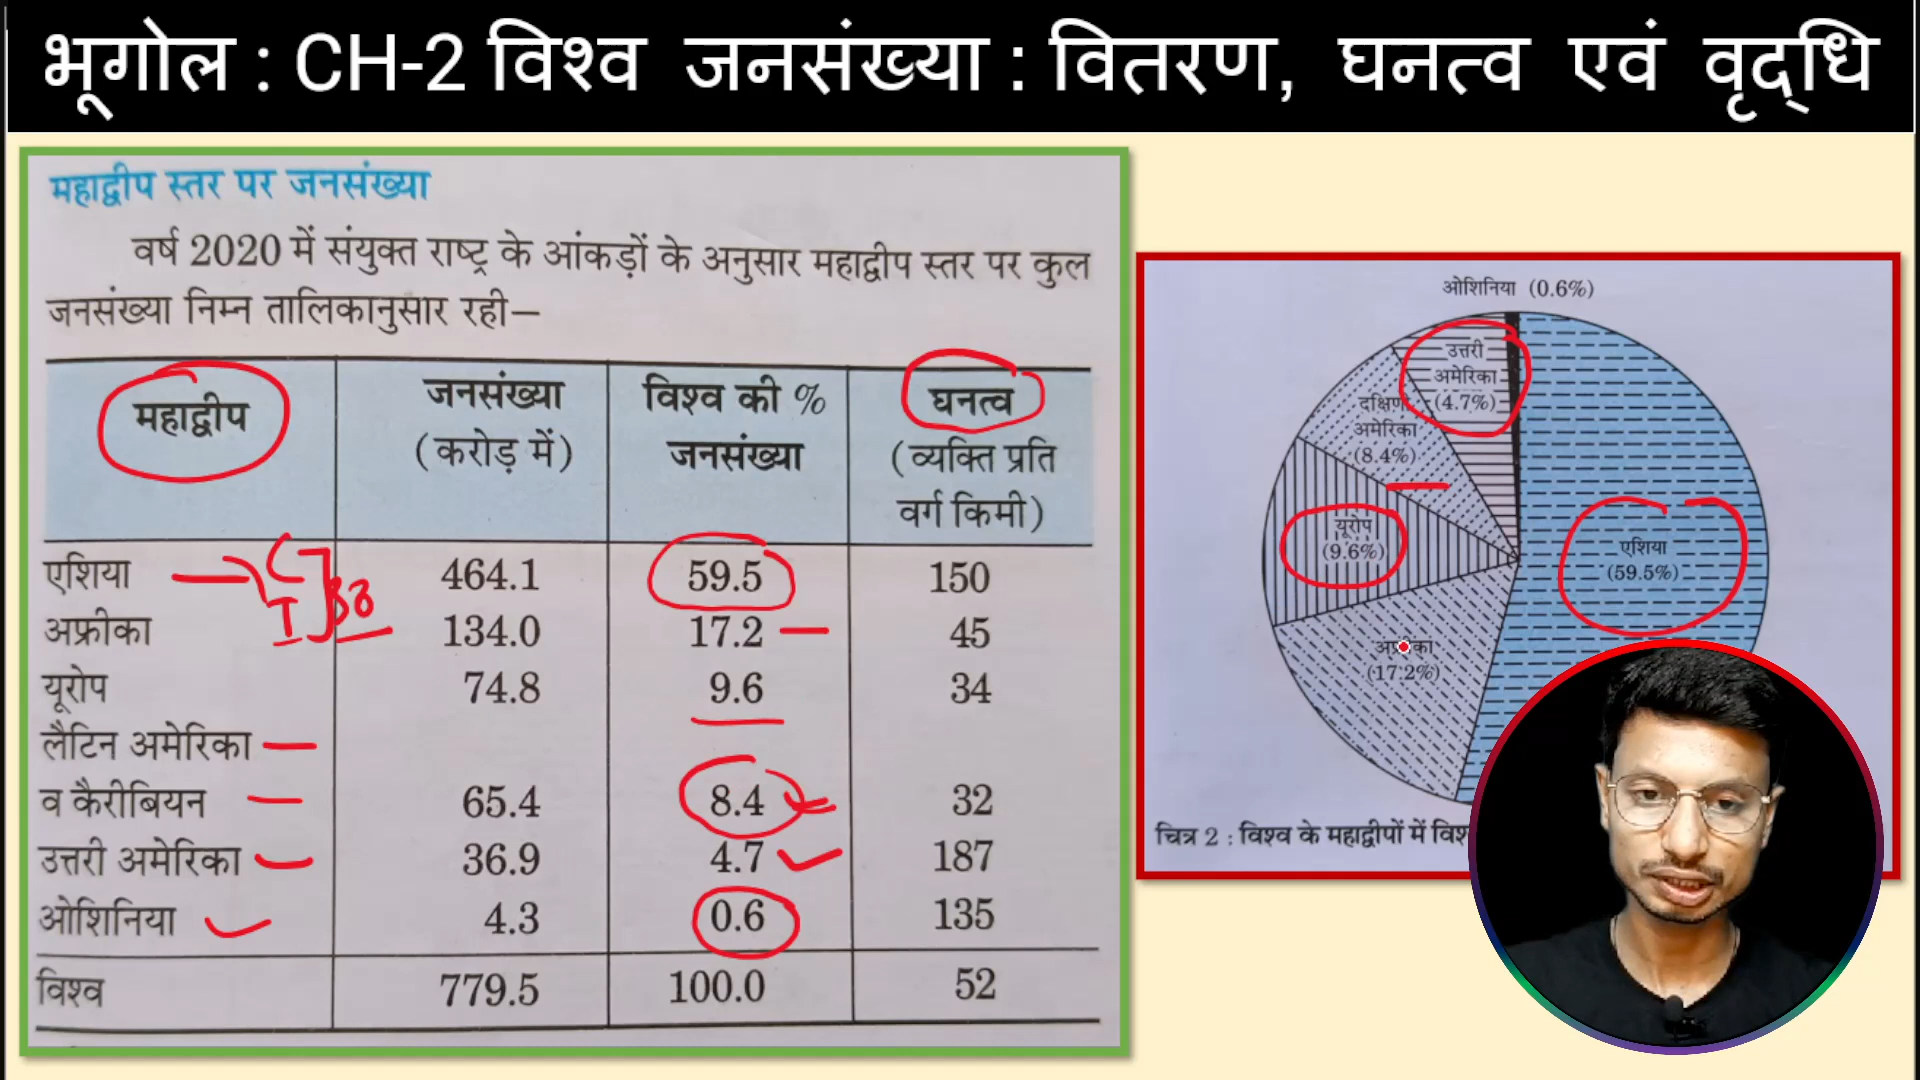 भूगोल : CH-2 विश्व जनसंख्या : वितरण, घनत्व एवं वृद्धि
महाद्वीप स्तर पर जनसंख्या
वर्ष 2020 में संयुक्त राष्ट्र के आंकड़ों के अनुसार महाद्वीप स्तर पर कुल
जनसंख्या निम्न तालिकानुसार रही–
महाद्वीप जनसंख्या विश्व की % घनत्व
(करोड़ में) जनसंख्या (व्यक्ति प्रति
वर्ग किमी)
एशिया 464.1 59.5 150
अफ्रीका 134.0 17.2 45
यूरोप 74.8 9.6 34
लैटिन अमेरिका
व कैरीबियन 65.4 8.4 32
उत्तरी अमेरिका 36.9 4.7 187
ओशिनिया 4.3 0.6 135
विश्व 779.5 100.0 52
ओशिनिया (0.6%)
उत्तरी
अमेरिका
(4.7%)
दक्षिण
अमेरिका
(8.4%)
यूरोप
(9.6%)
एशिया
(59.5%)
अफ्रीका
(17.2%)
चित्र 2 : विश्व के महाद्वीपों में